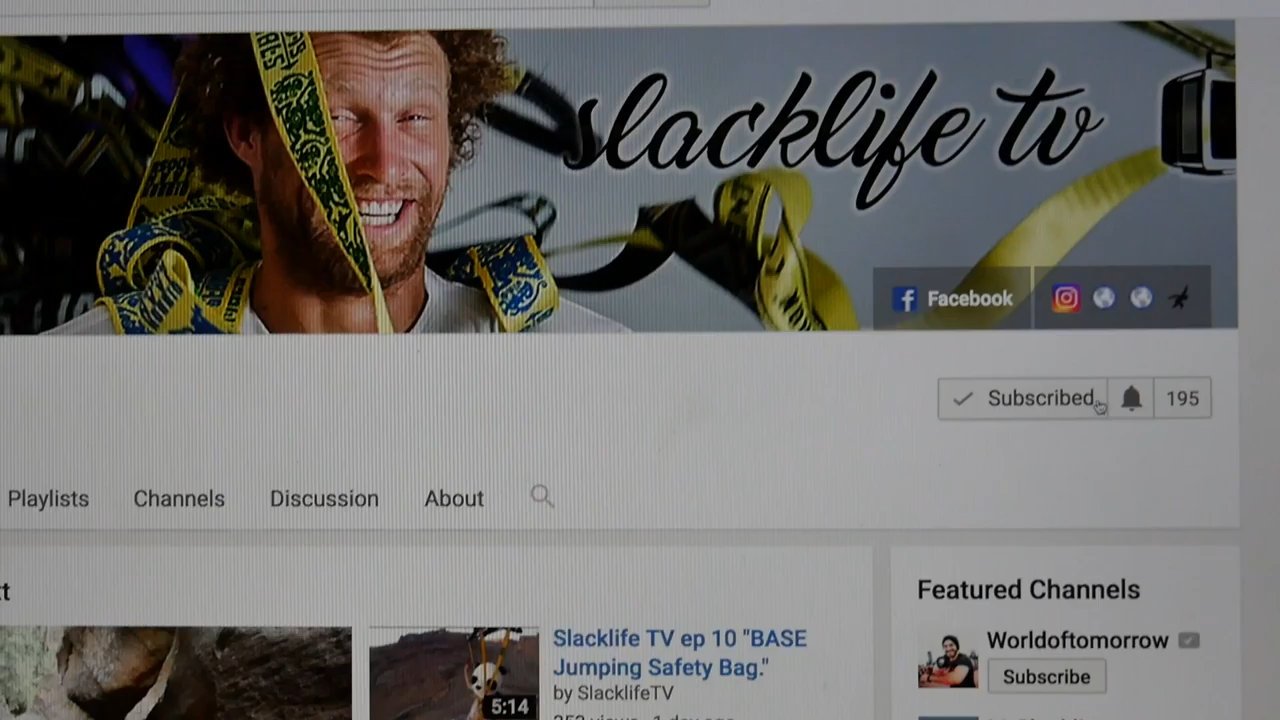 slacklife tv
Facebook
Subscribed
195
Playlists
Channels
Discussion
About
Featured Channels
Slacklife TV ep 10 "BASE
Jumping Safety Bag."
by SlacklifeTV
5:14
Worldoftomorrow
Subscribe